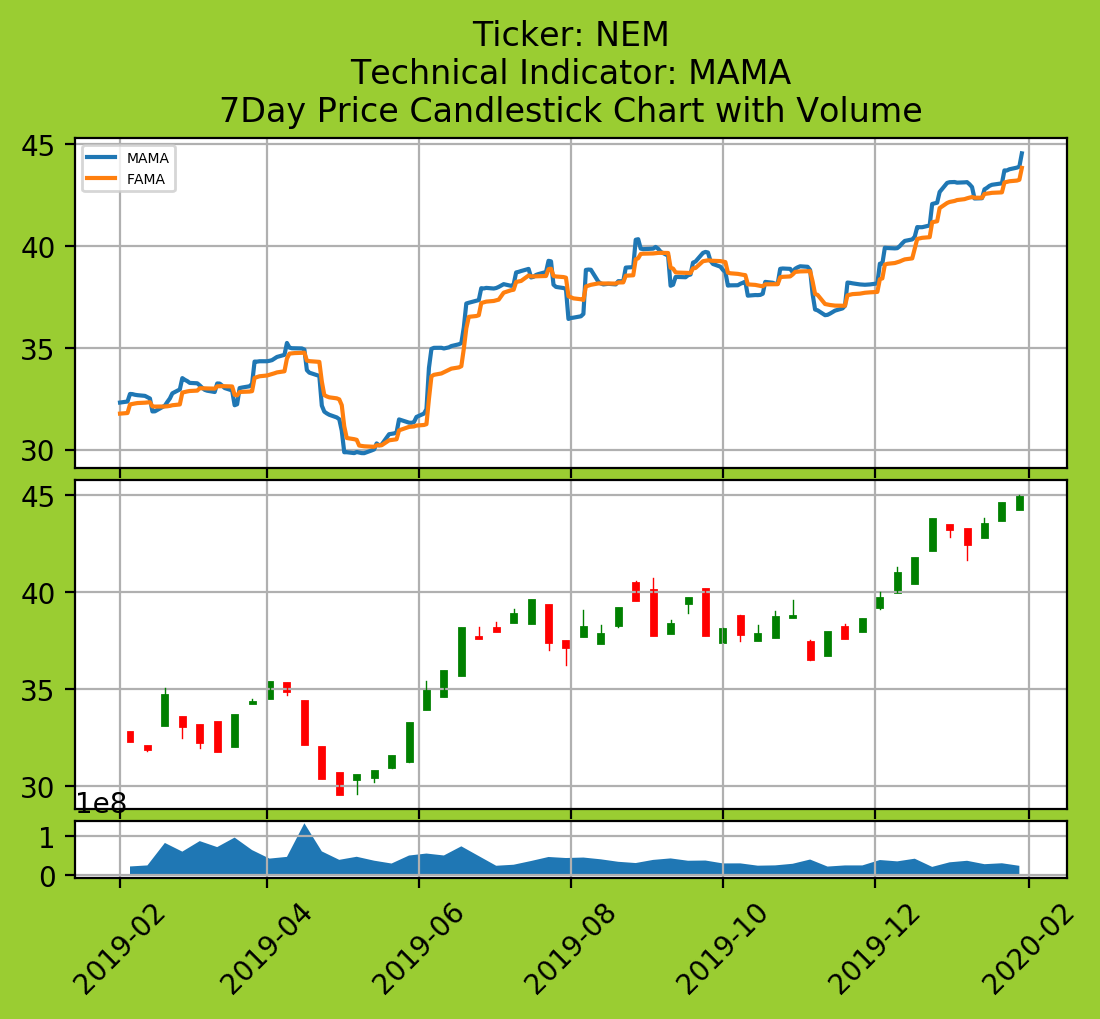 Ticker: NEM
Technical Indicator: MAMA
7Day Price Candlestick Chart with Volume
MAMA
FAMA
45
40
35
30
45
40
35
30
1e8
1
0
2019-02
2019-04
2019-06
2019-08
2019-10
2019-12
2020-02